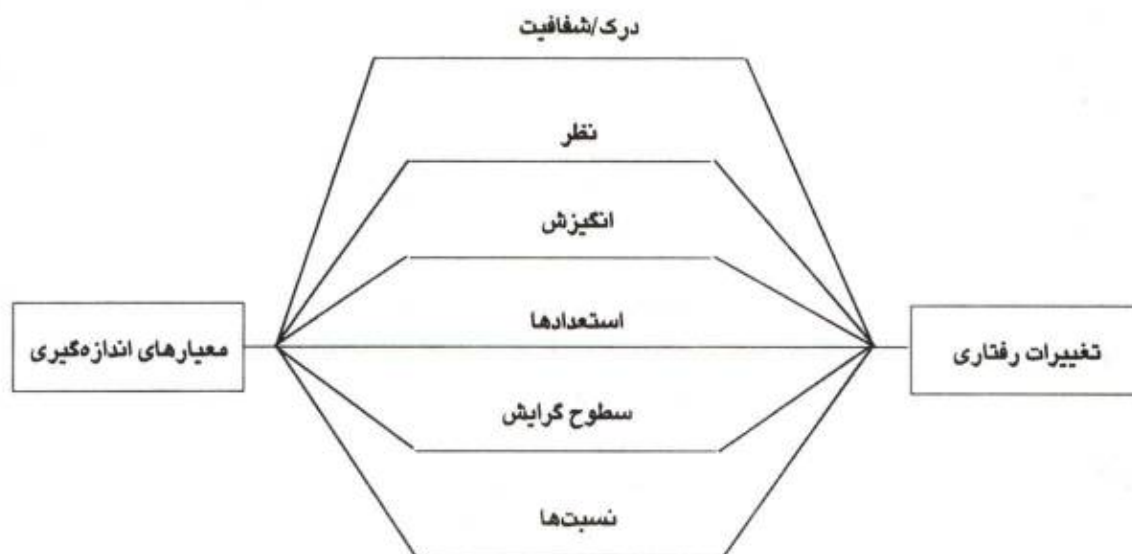 درک/شفافیت
نظر
انگیزش
استعدادها
تغییرات رفتاری
معیارهای اندازه‌گیری
سطوح گرایش
نسبت‌ها